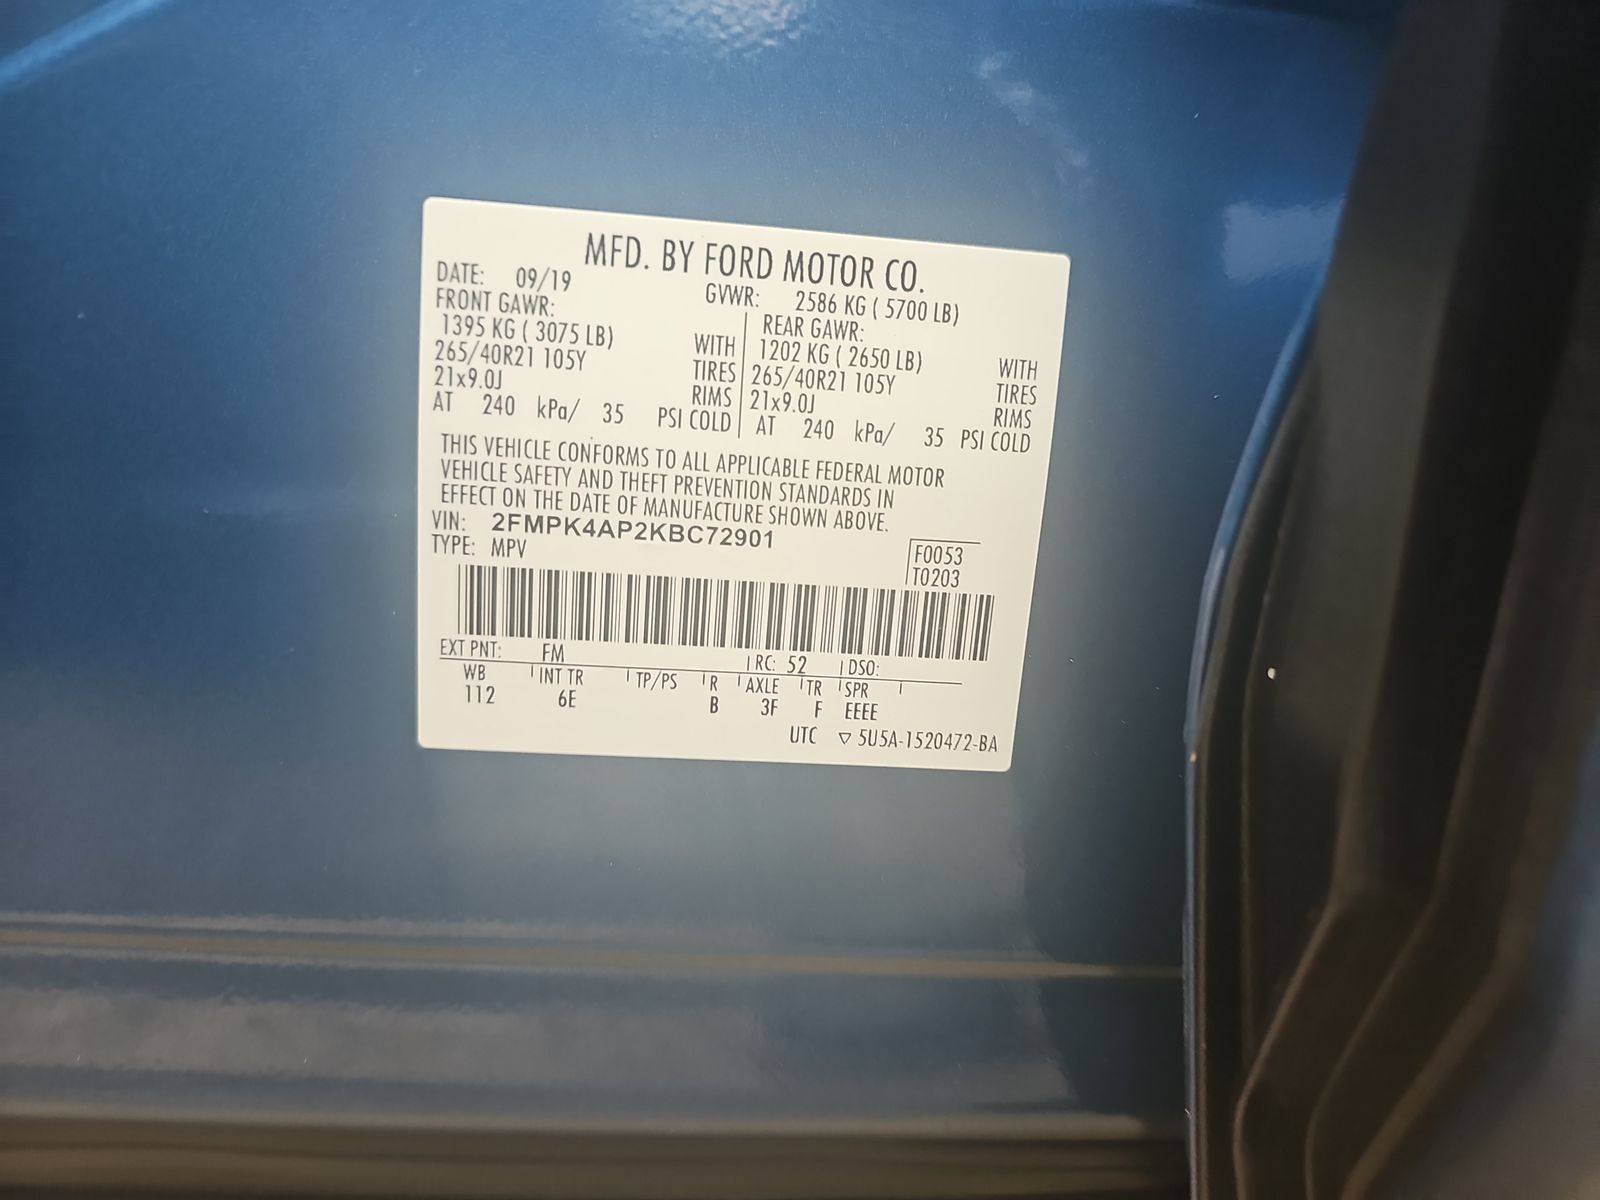 MFD. BY FORD MOTOR CO.
DATE: 09/19 GVWR: 2586 KG ( 5700 LB)
FRONT GAWR: REAR GAWR:
1395 KG ( 3075 LB) WITH 1202 KG ( 2650 LB) WITH
265/40R21 105Y TIRES 265/40R21 105Y TIRES
21x9.0J RIMS 21x9.0J RIMS
AT 240 kPa/ 35 PSI COLD AT 240 kPa/ 35 PSI COLD
THIS VEHICLE CONFORMS TO ALL APPLICABLE FEDERAL MOTOR
VEHICLE SAFETY AND THEFT PREVENTION STANDARDS IN
EFFECT ON THE DATE OF MANUFACTURE SHOWN ABOVE.
VIN: 2FMPK4AP2KBC72901
TYPE: MPV F0053
T0203
EXT PNT: FM RC: 52 DSO:
WB INT TR TP/PS R AXLE TR SPR
112 6E B 3F F EEEE
UTC ▽ 5U5A-1520472-BA